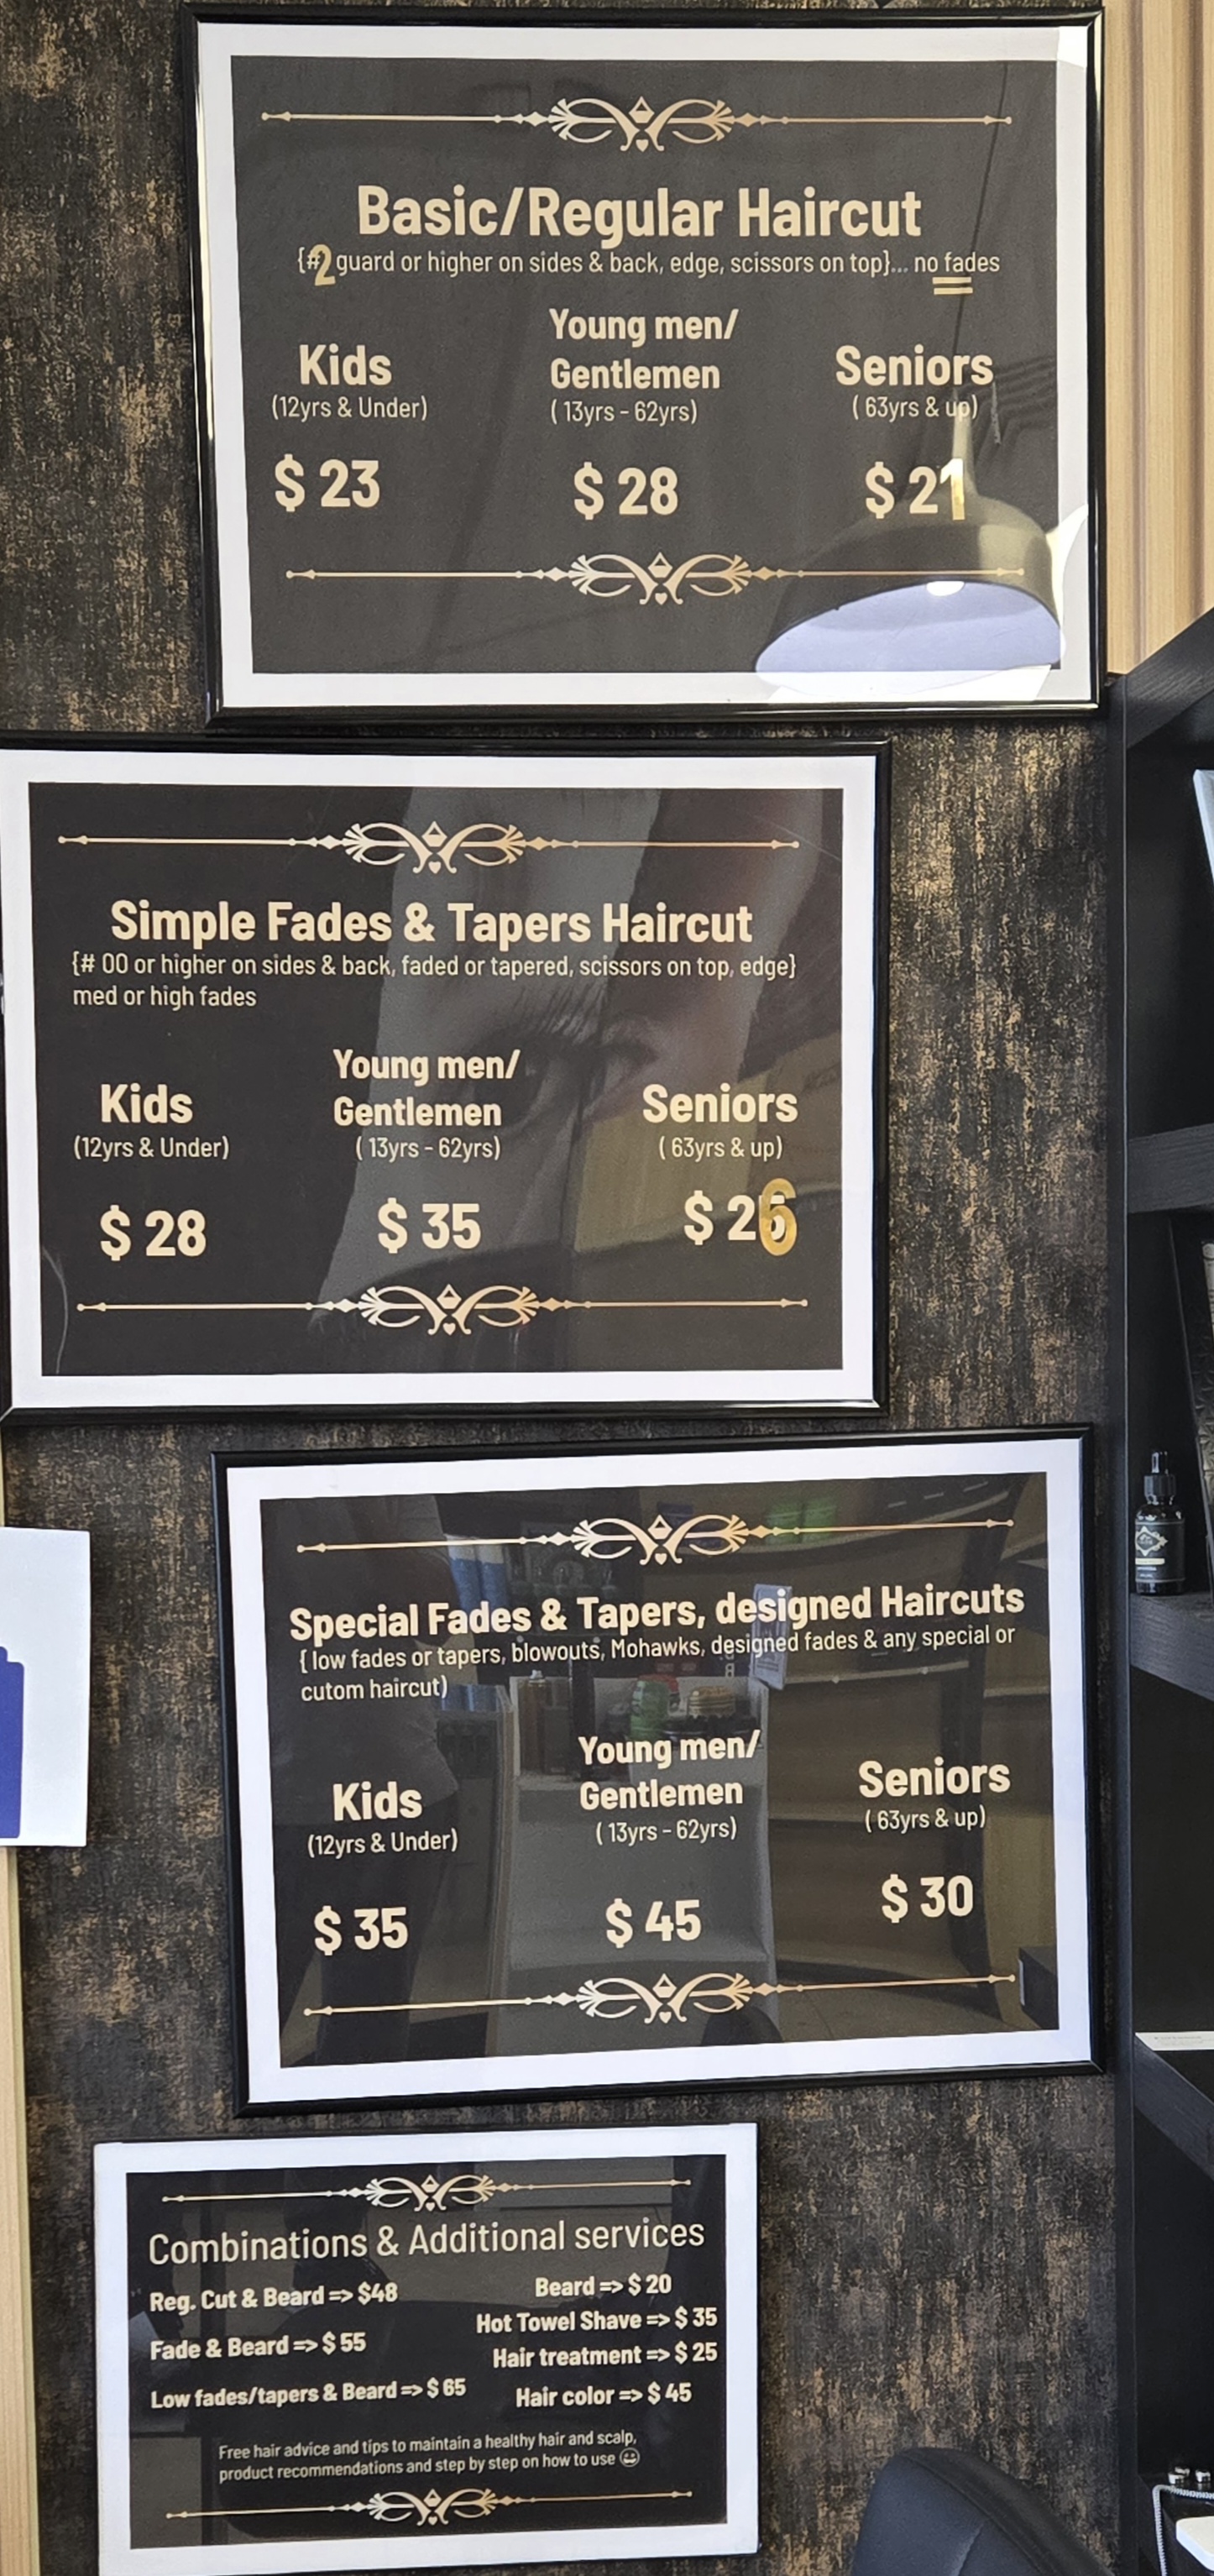 Basic/Regular Haircut
{#2 guard or higher on sides & back, edge, scissors on top}... no fades
Kids
(12yrs & Under)
$ 23
Young men/
Gentlemen
( 13yrs - 62yrs)
$ 28
Seniors
( 63yrs & up)
$ 21
Simple Fades & Tapers Haircut
{# 00 or higher on sides & back, faded or tapered, scissors on top, edge}
med or high fades
Kids
(12yrs & Under)
$ 28
Young men/
Gentlemen
( 13yrs - 62yrs)
$ 35
Seniors
( 63yrs & up)
$ 26
Special Fades & Tapers, designed Haircuts
{ low fades or tapers, blowouts, Mohawks, designed fades & any special or
cutom haircut)
Kids
(12yrs & Under)
$ 35
Young men/
Gentlemen
( 13yrs - 62yrs)
$ 45
Seniors
( 63yrs & up)
$ 30
Combinations & Additional services
Reg. Cut & Beard => $48
Fade & Beard => $ 55
Low fades/tapers & Beard => $ 65
Beard => $ 20
Hot Towel Shave => $ 35
Hair treatment => $ 25
Hair color => $ 45
Free hair advice and tips to maintain a healthy hair and scalp,
product recommendations and step by step on how to use 😀